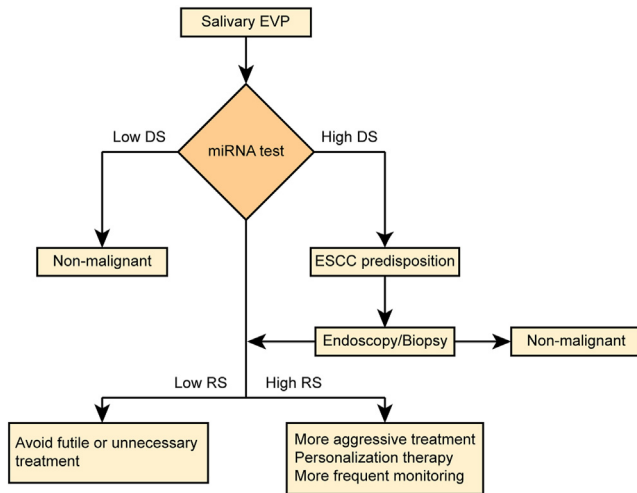 Salivary EVP
Low DS
High DS
miRNA test
Non-malignant
ESCC predisposition
Endoscopy/Biopsy
Non-malignant
Low RS
High RS
Avoid futile or unnecessary
treatment
More aggressive treatment
Personalization therapy
More frequent monitoring